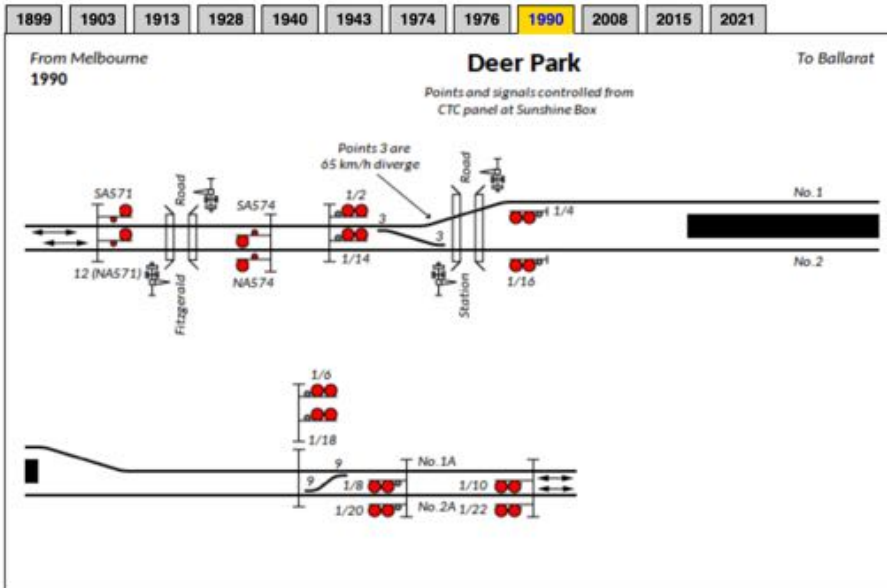 1899 1903 1913 1928 1940 1943 1974 1976 1990 2008 2015 2021
From Melbourne
1990
Deer Park
To Ballarat
Points and signals controlled from
CTC panel at Sunshine Box
Points 3 are
65 km/h diverge
SA571
Road
SA574
1/2
Road
1/4
No.1
3
3
12 (NA571)
Fitzgerald
NA574
1/14
Station
1/16
No.2
1/6
1/18
9
9
No.1A
1/8
1/10
1/20
No.2A
1/22